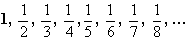 1, 1/2, 1/3, 1/4, 1/5, 1/6, 1/7, 1/8, ...